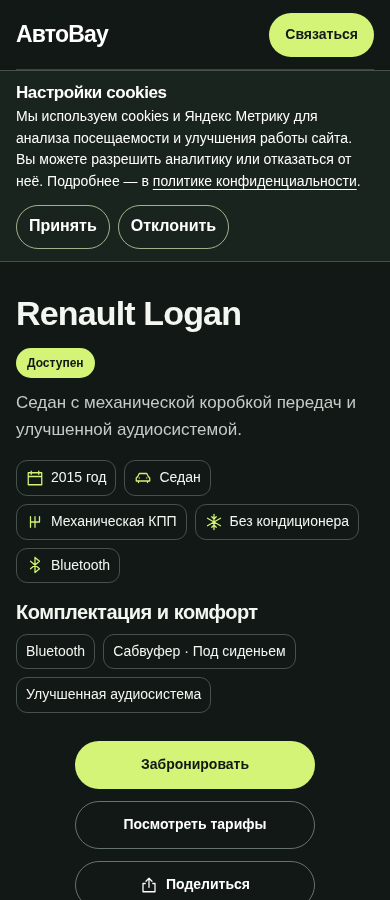 АвтоВау
Связаться
Настройки cookies
Мы используем cookies и Яндекс Метрику для
анализа посещаемости и улучшения работы сайта.
Вы можете разрешить аналитику или отказаться от
неё. Подробнее — в политике конфиденциальности.
Принять
Отклонить
Renault Logan
Доступен
Седан с механической коробкой передач и
улучшенной аудиосистемой.
2015 год
Седан
Механическая КПП
Без кондиционера
Bluetooth
Комплектация и комфорт
Bluetooth
Сабвуфер · Под сиденьем
Улучшенная аудиосистема
Забронировать
Посмотреть тарифы
Поделиться